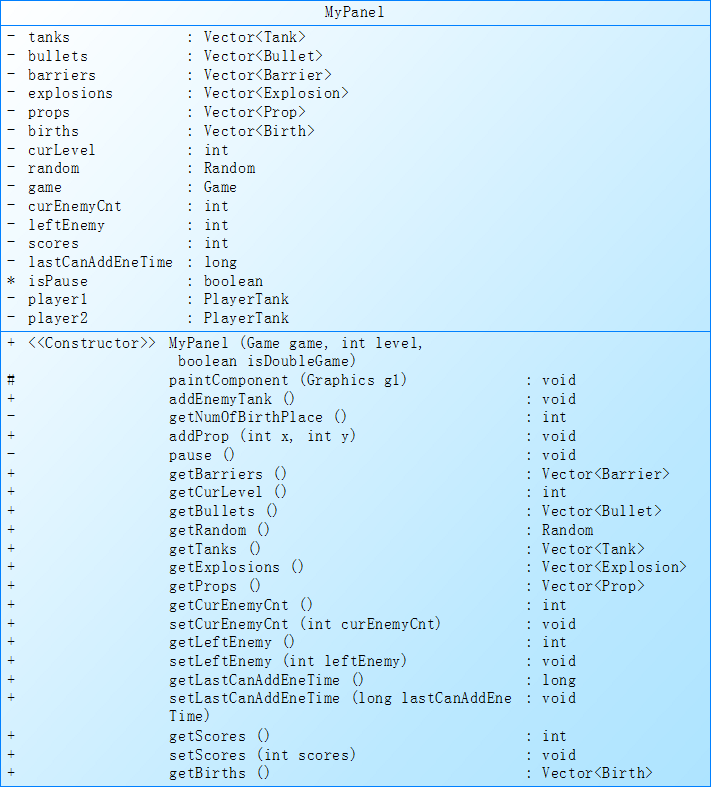 MyPanel
- tanks : Vector<Tank>
- bullets : Vector<Bullet>
- barriers : Vector<Barrier>
- explosions : Vector<Explosion>
- props : Vector<Prop>
- births : Vector<Birth>
- curLevel : int
- random : Random
- game : Game
- curEnemyCnt : int
- leftEnemy : int
- scores : int
- lastCanAddEneTime : long
* isPause : boolean
- player1 : PlayerTank
- player2 : PlayerTank
+ <<Constructor>> MyPanel (Game game, int level,
boolean isDoubleGame)
# paintComponent (Graphics g1) : void
+ addEnemyTank () : void
- getNumOfBirthPlace () : int
+ addProp (int x, int y) : void
- pause () : void
+ getBarriers () : Vector<Barrier>
+ getCurLevel () : int
+ getBullets () : Vector<Bullet>
+ getRandom () : Random
+ getTanks () : Vector<Tank>
+ getExplosions () : Vector<Explosion>
+ getProps () : Vector<Prop>
+ getCurEnemyCnt () : int
+ setCurEnemyCnt (int curEnemyCnt) : void
+ getLeftEnemy () : int
+ setLeftEnemy (int leftEnemy) : void
+ getLastCanAddEneTime () : long
+ setLastCanAddEneTime (long lastCanAddEne : void
Time)
+ getScores () : int
+ setScores (int scores) : void
+ getBirths () : Vector<Birth>